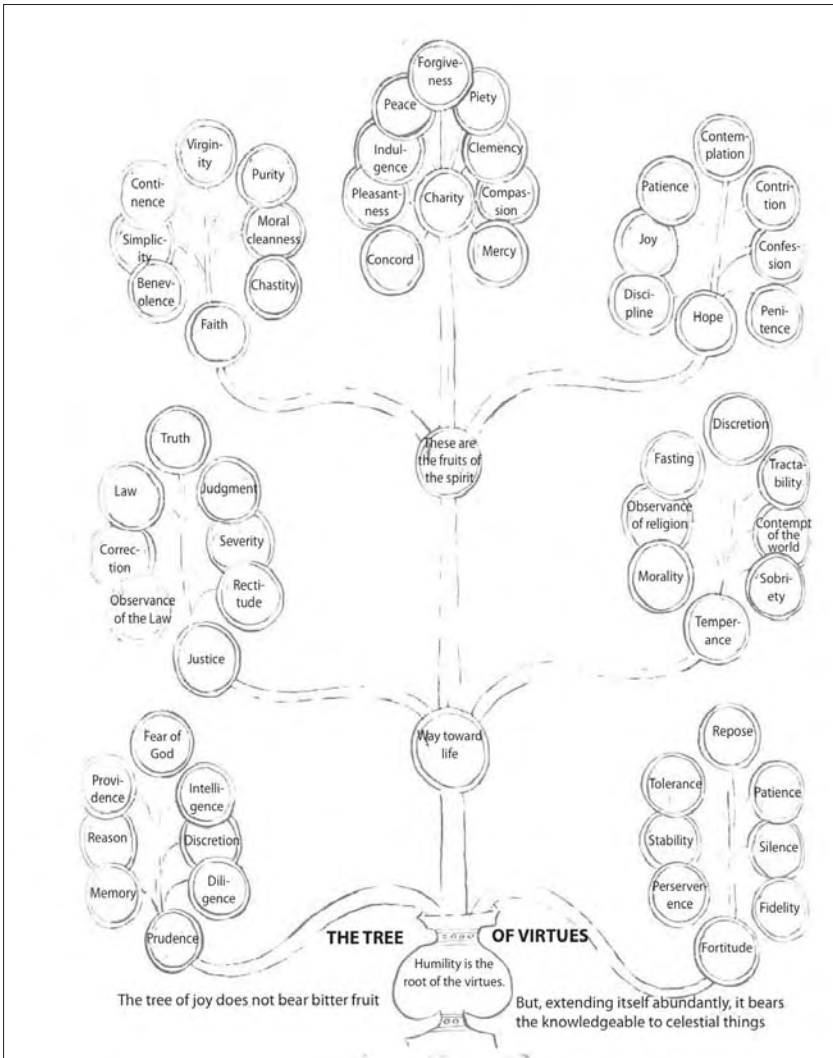 Forgive-
ness
Peace
Piety
Indul-
gence
Clemency
Pleasant-
ness
Charity
Compas-
sion
Concord
Mercy
Virgin-
ity
Conti-
nence
Purity
Simplic-
ity
Moral
cleanness
Benev-
olence
Chastity
Faith
Contem-
plation
Patience
Contri-
tion
Joy
Confes-
sion
Disci-
pline
Hope
Peni-
tence
These are
the fruits of
the spirit
Truth
Law
Judgment
Correc-
tion
Severity
Observance
of the Law
Recti-
tude
Justice
Discretion
Fasting
Tracta-
bility
Observance
of religion
Contempt
of the
world
Morality
Sobri-
ety
Temper-
ance
Way toward
life
Fear of
God
Provi-
dence
Intelli-
gence
Reason
Discretion
Memory
Dili-
gence
Prudence
Repose
Tolerance
Patience
Stability
Silence
Perserver-
ence
Fidelity
Fortitude
THE TREE OF VIRTUES
Humility is the
root of the virtues.
The tree of joy does not bear bitter fruit
But, extending itself abundantly, it bears
the knowledgeable to celestial things